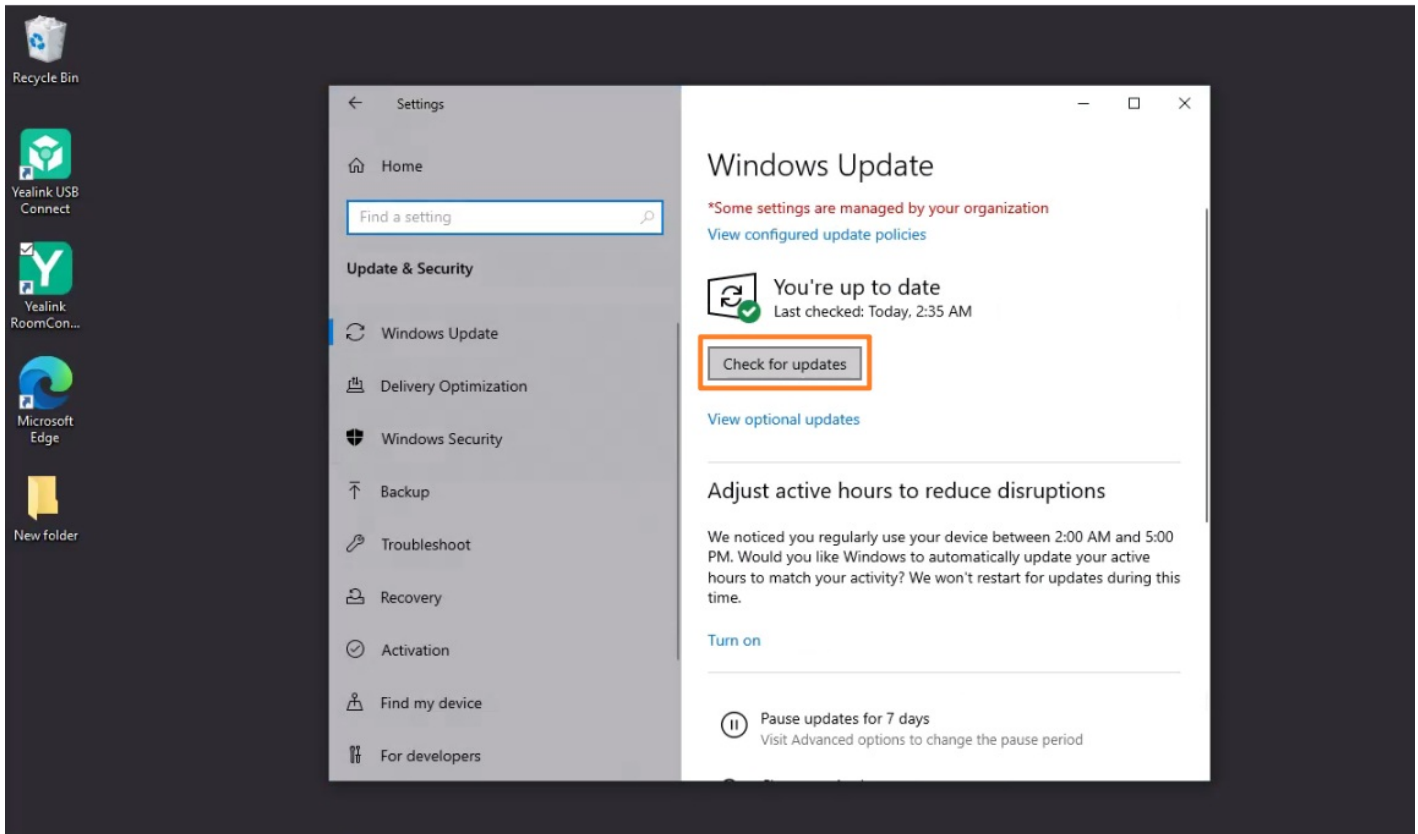 Recycle Bin
Yealink USB
Connect
Yealink
RoomCon...
Microsoft
Edge
New folder
Settings
Home
Find a setting
Update & Security
Windows Update
Delivery Optimization
Windows Security
Backup
Troubleshoot
Recovery
Activation
Find my device
For developers
Windows Update
*Some settings are managed by your organization
View configured update policies
You're up to date
Last checked: Today, 2:35 AM
Check for updates
View optional updates
Adjust active hours to reduce disruptions
We noticed you regularly use your device between 2:00 AM and 5:00
PM. Would you like Windows to automatically update your active
hours to match your activity? We won't restart for updates during this
time.
Turn on
Pause updates for 7 days
Visit Advanced options to change the pause period